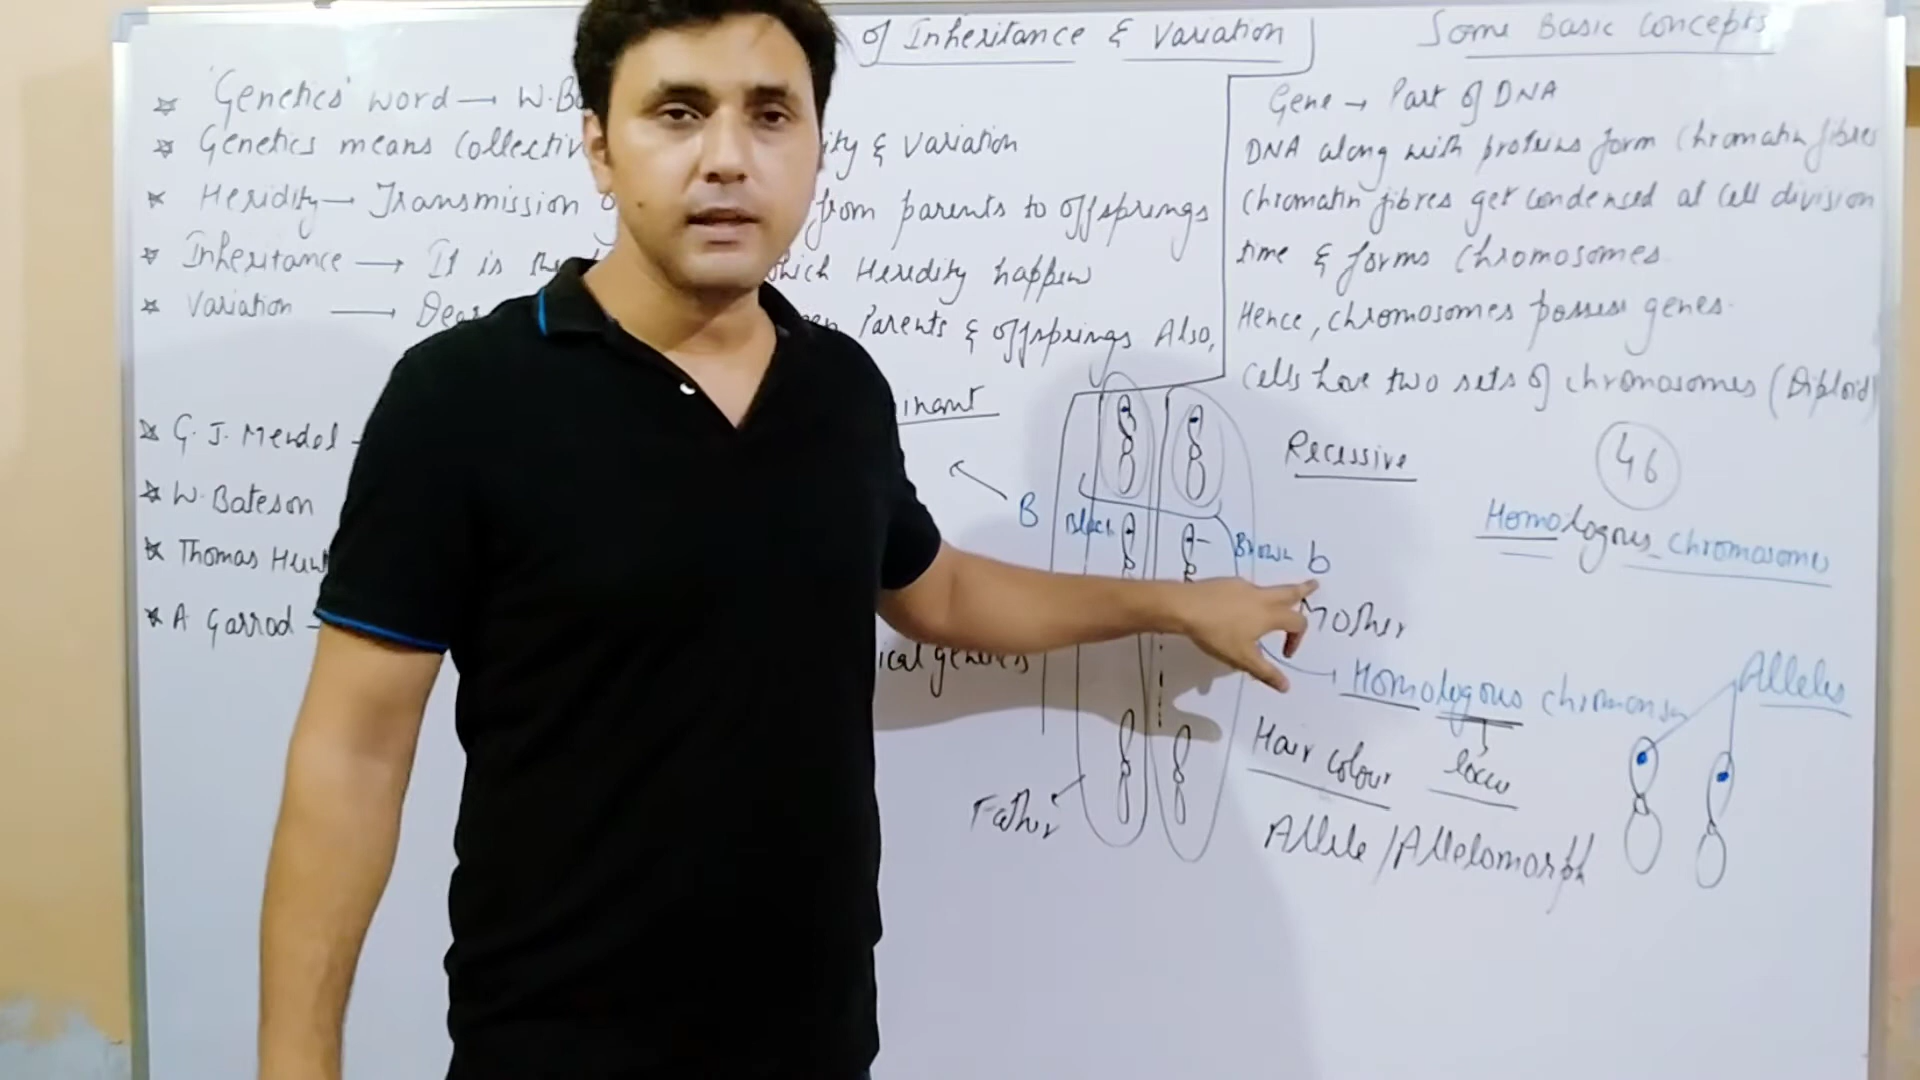 of Inheritance & Variation
Some Basic Concepts
'Genetics' word → W. Ba
Genetics means Collectiv ity & Variation
Heridity → Transmission from parents to offsprings
Inheritance → It is the which Heridity happen
Variation → Parents & offsprings Also,
Gene → Part of DNA
DNA along with proteins form Chromatin fibres
Chromatin fibres get condensed at Cell division
time & forms Chromosomes.
Hence, chromosomes possess genes.
Cells have two sets of chromosomes (Diploid)
inant
G. J. Mendel -
W. Bateson
Thomas Hun
A Garrod -
ical genetics
B
Black
Brown b
Recessive
46
Homologous chromosomes
Mother
Homologous
Alleles
Hair colour
locus
Father
Allele/Allelomorph